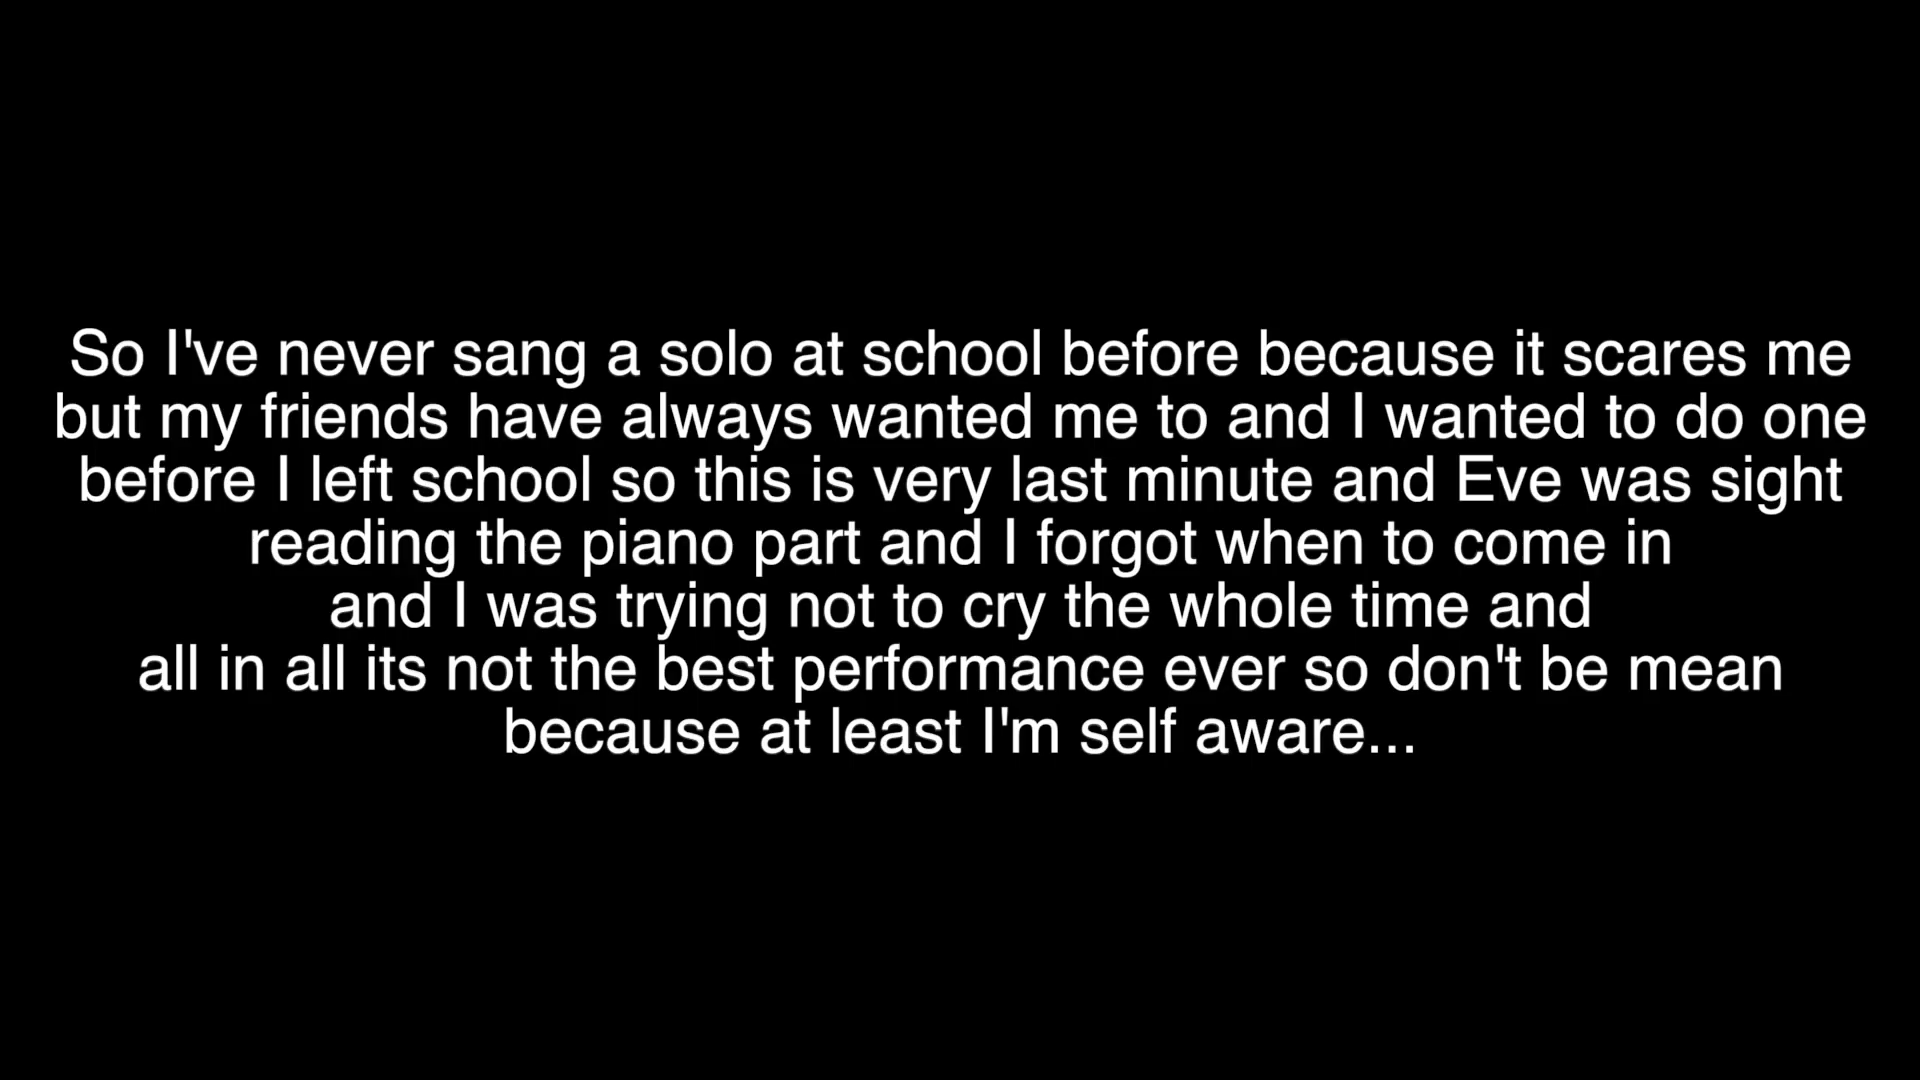 So I've never sang a solo at school before because it scares me
but my friends have always wanted me to and I wanted to do one
before I left school so this is very last minute and Eve was sight
reading the piano part and I forgot when to come in
and I was trying not to cry the whole time and
all in all its not the best performance ever so don't be mean
because at least I'm self aware...